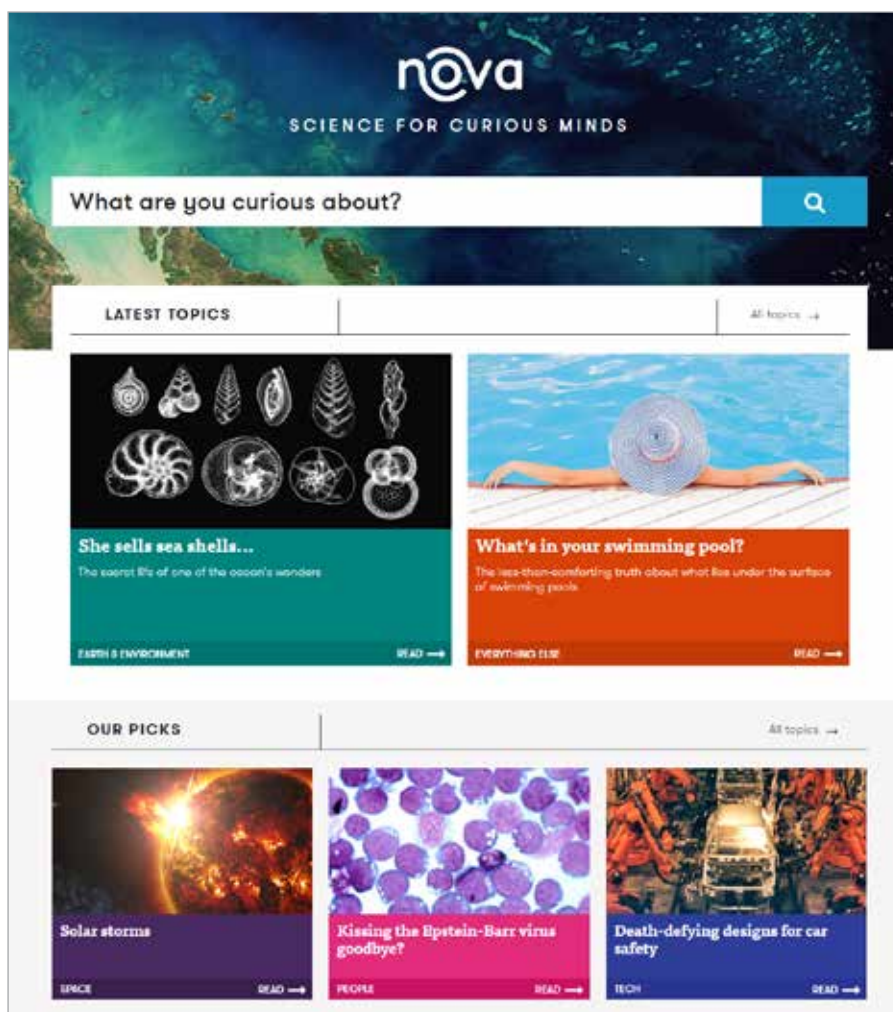 nova
SCIENCE FOR CURIOUS MINDS
What are you curious about?
LATEST TOPICS
All topics →
She sells sea shells...
The secret life of one of the ocean's wonders
EARTH & ENVIRONMENT
READ →
What's in your swimming pool?
The less-than-comforting truth about what lies under the surface
of swimming pools
EVERYTHING ELSE
READ →
OUR PICKS
All topics →
Solar storms
SPACE
READ →
Kissing the Epstein-Barr virus
goodbye?
PEOPLE
READ →
Death-defying designs for car
safety
TECH
READ →